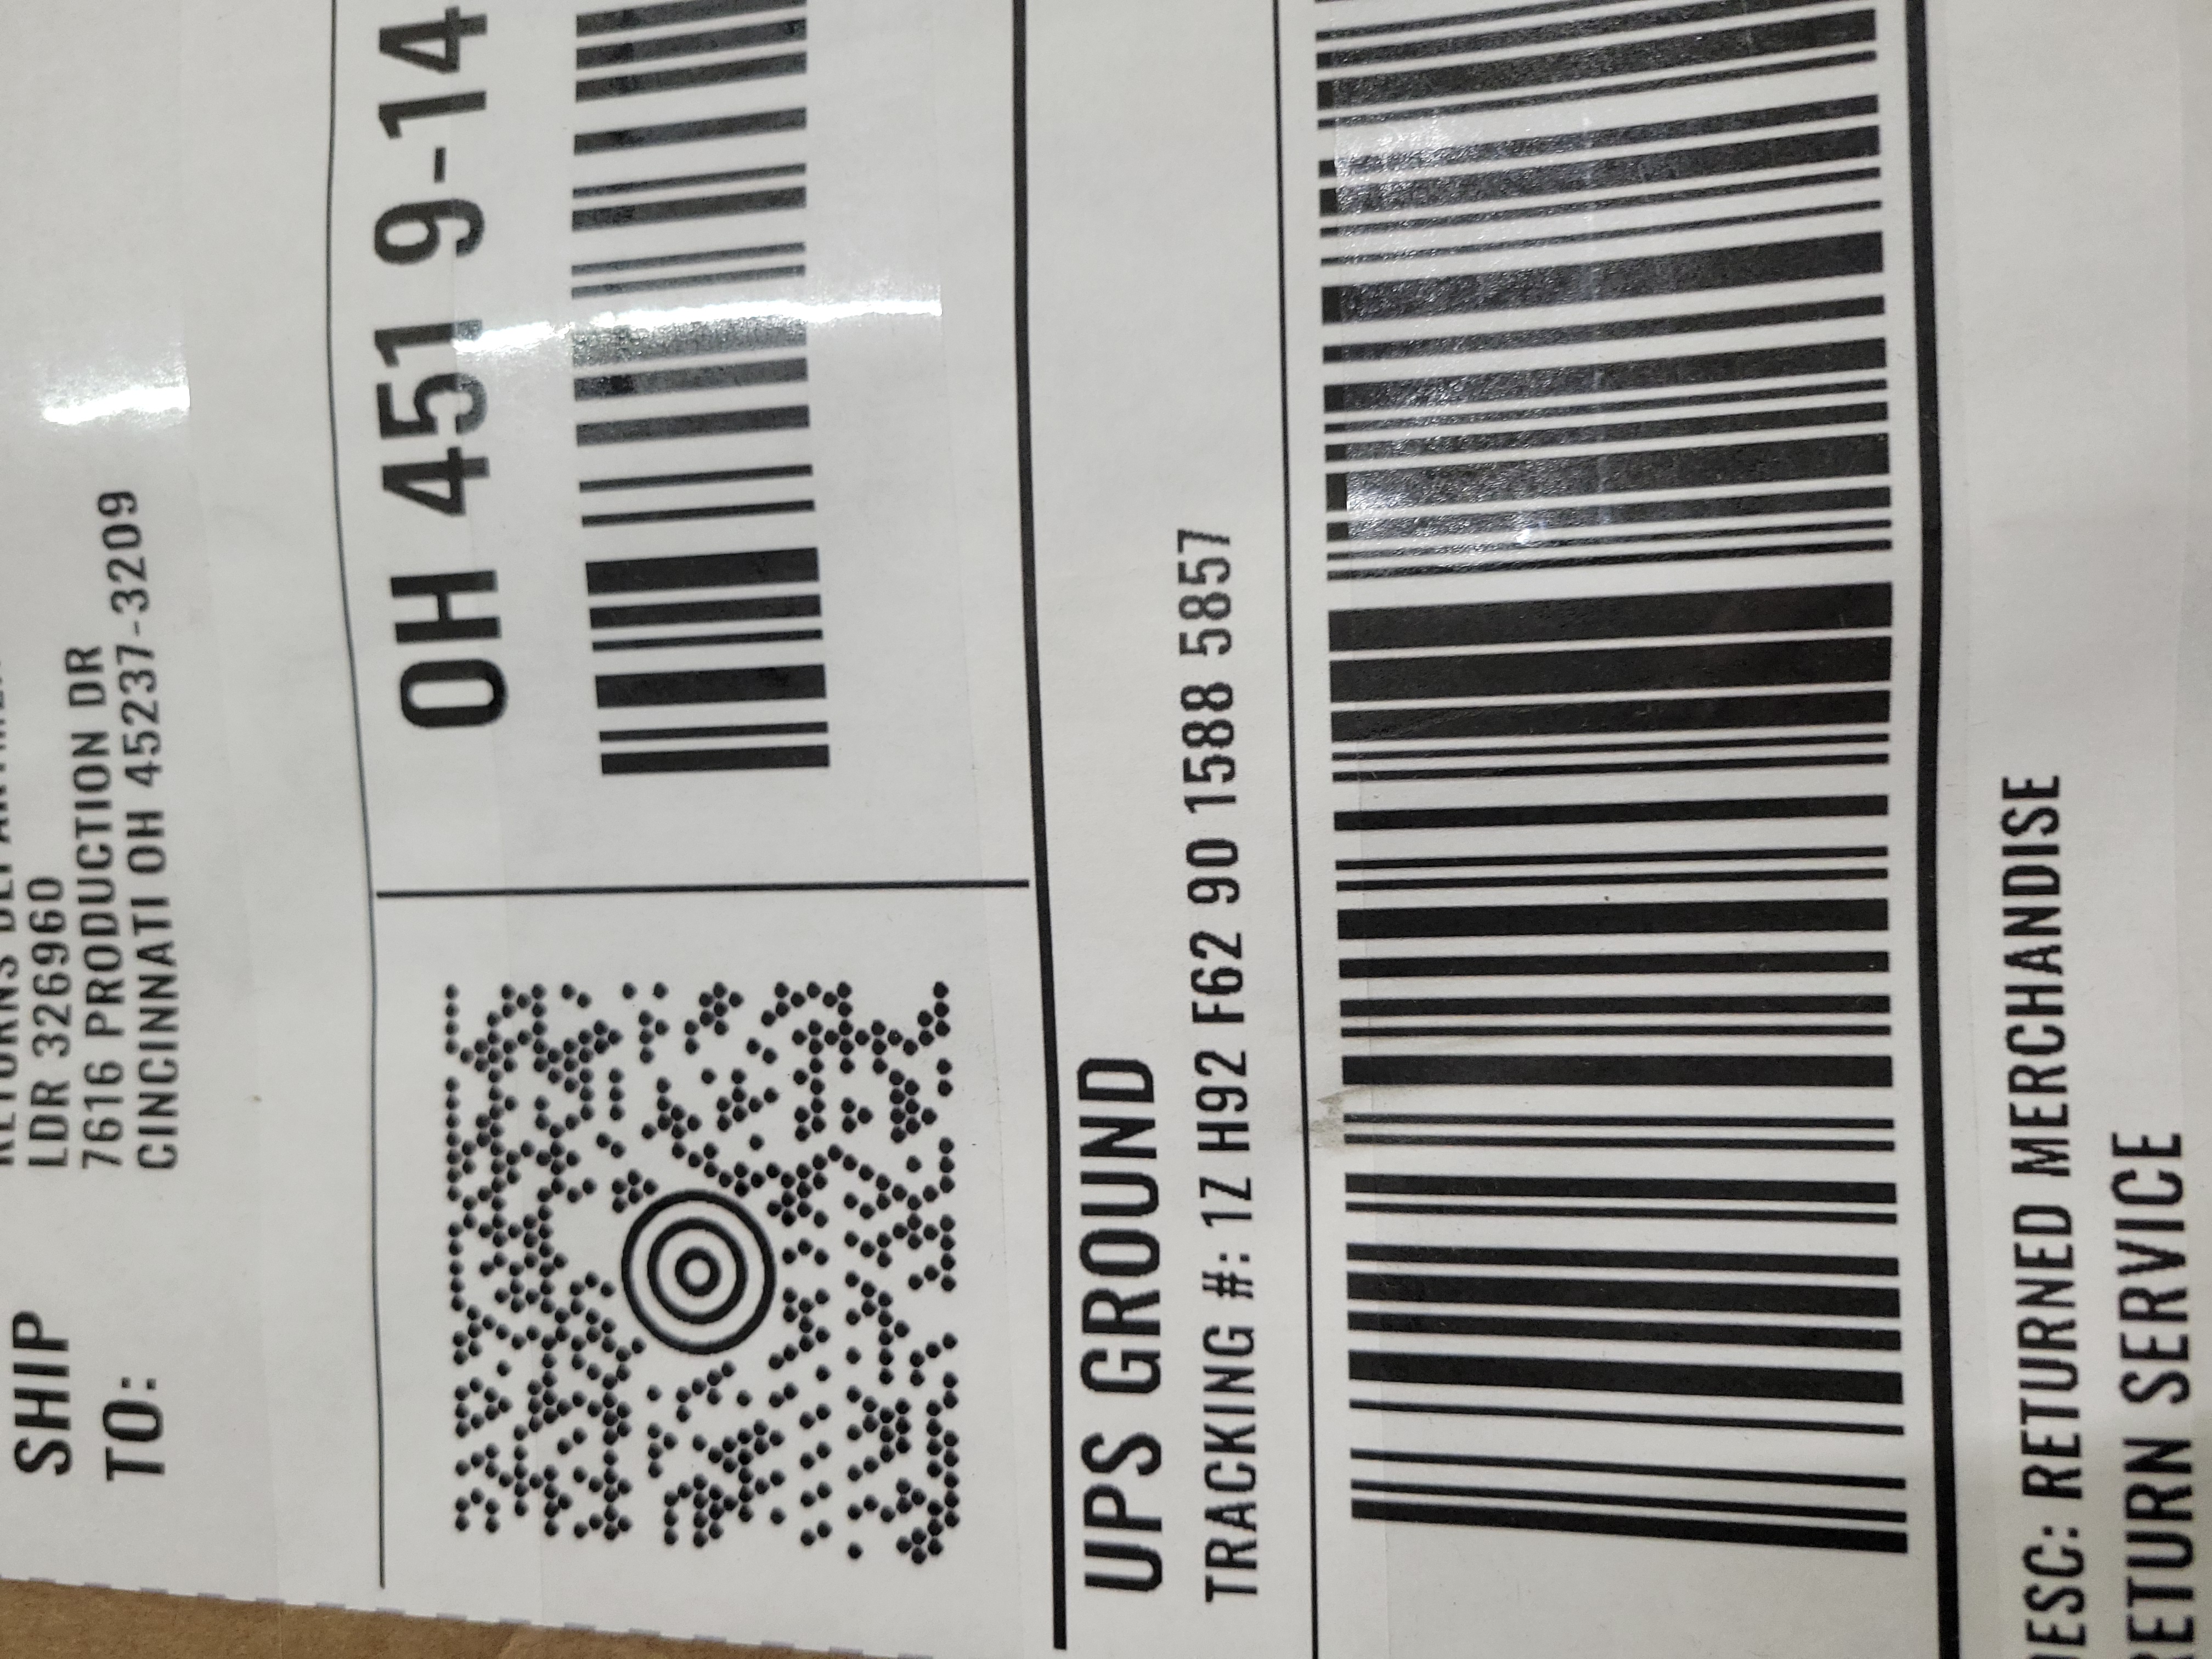 SHIP
TO:
LDR 326960
7616 PRODUCTION DR
CINCINNATI OH 45237-3209
OH 451 9-14
UPS GROUND
TRACKING #: 1Z H92 F62 90 1588 5857
DESC: RETURNED MERCHANDISE
RETURN SERVICE